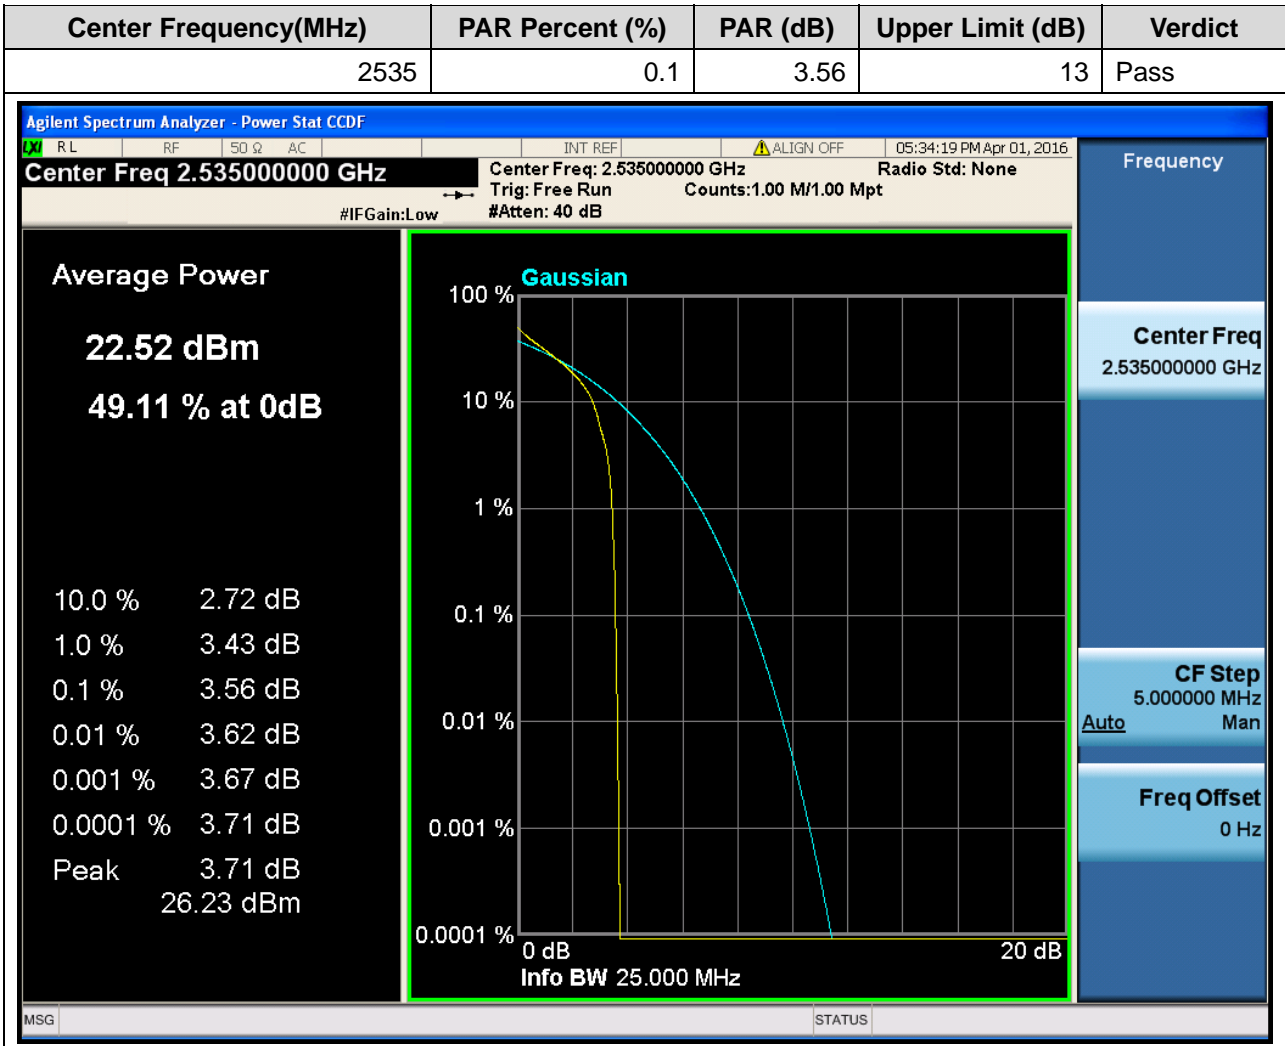 Center Frequency(MHz) PAR Percent (%) PAR (dB) Upper Limit (dB) Verdict
2535 0.1 3.56 13 Pass
Agilent Spectrum Analyzer - Power Stat CCDF
LXI RL RF 50 Ω AC INT REF ALIGN OFF 05:34:19 PM Apr 01, 2016
Center Freq 2.535000000 GHz
Center Freq: 2.535000000 GHz Radio Std: None
Trig: Free Run Counts:1.00 M/1.00 Mpt
#IFGain:Low #Atten: 40 dB
Frequency
Average Power
22.52 dBm
49.11 % at 0dB
10.0 % 2.72 dB
1.0 % 3.43 dB
0.1 % 3.56 dB
0.01 % 3.62 dB
0.001 % 3.67 dB
0.0001 % 3.71 dB
Peak 3.71 dB
26.23 dBm
Gaussian
100 %
10 %
1 %
0.1 %
0.01 %
0.001 %
0.0001 %
0 dB 20 dB
Info BW 25.000 MHz
Center Freq
2.535000000 GHz
CF Step
5.000000 MHz
Auto Man
Freq Offset
0 Hz
MSG STATUS